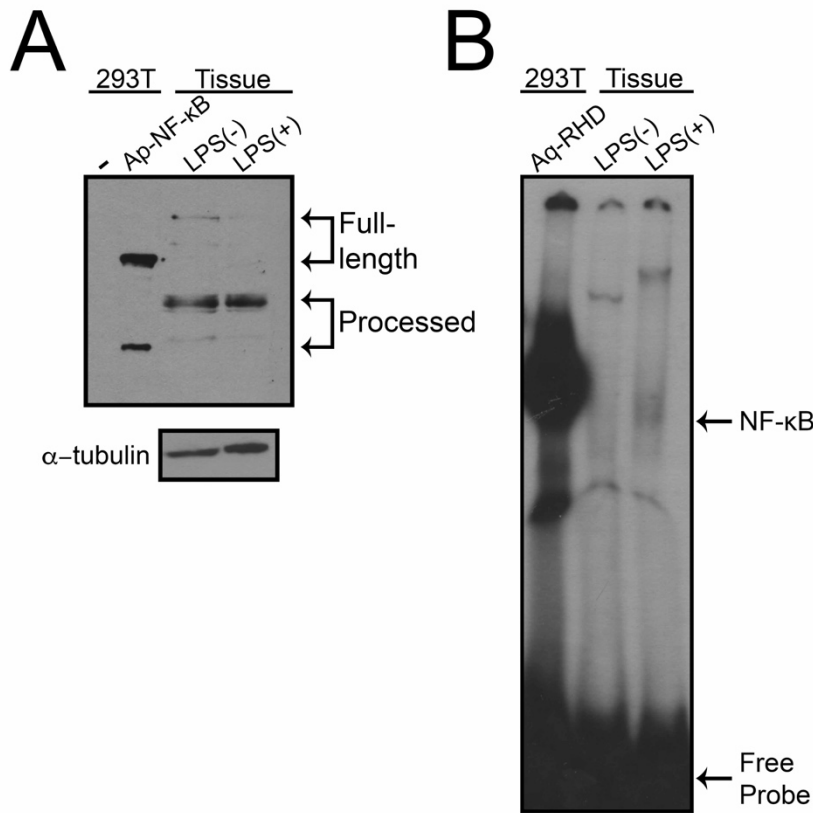 A
293T Tissue
- Ap-NF-κB LPS(-) LPS(+)
Full-
length
Processed
α-tubulin
B
293T Tissue
Aq-RHD LPS(-) LPS(+)
NF-κB
Free
Probe